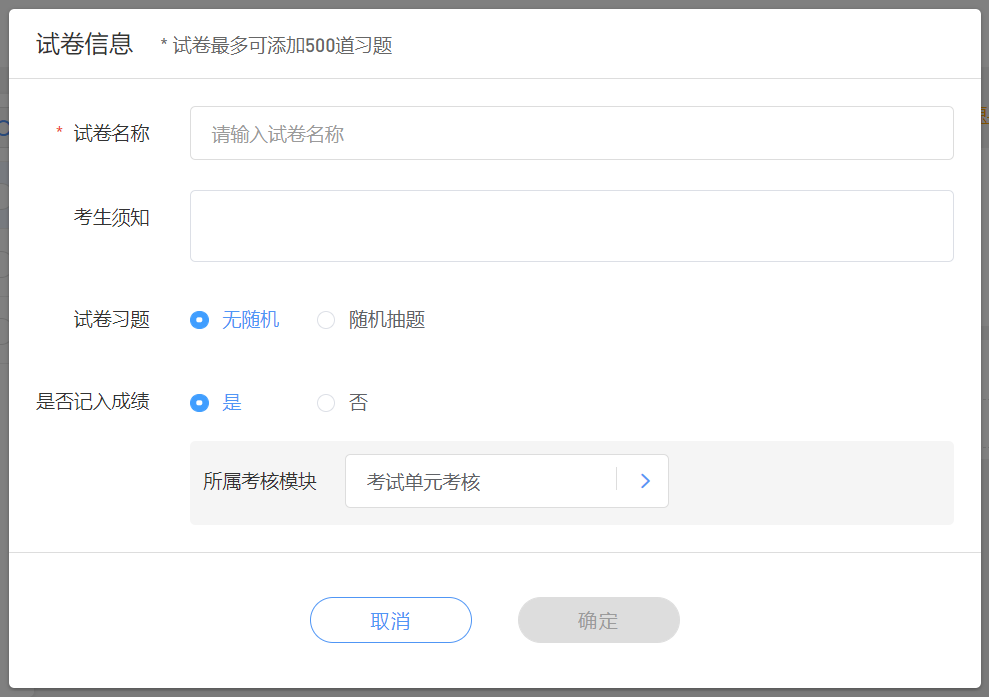 试卷信息 * 试卷最多可添加500道习题
* 试卷名称 请输入试卷名称
考生须知
试卷习题 无随机 随机抽题
是否记入成绩 是 否
所属考核模块 考试单元考核
取消 确定